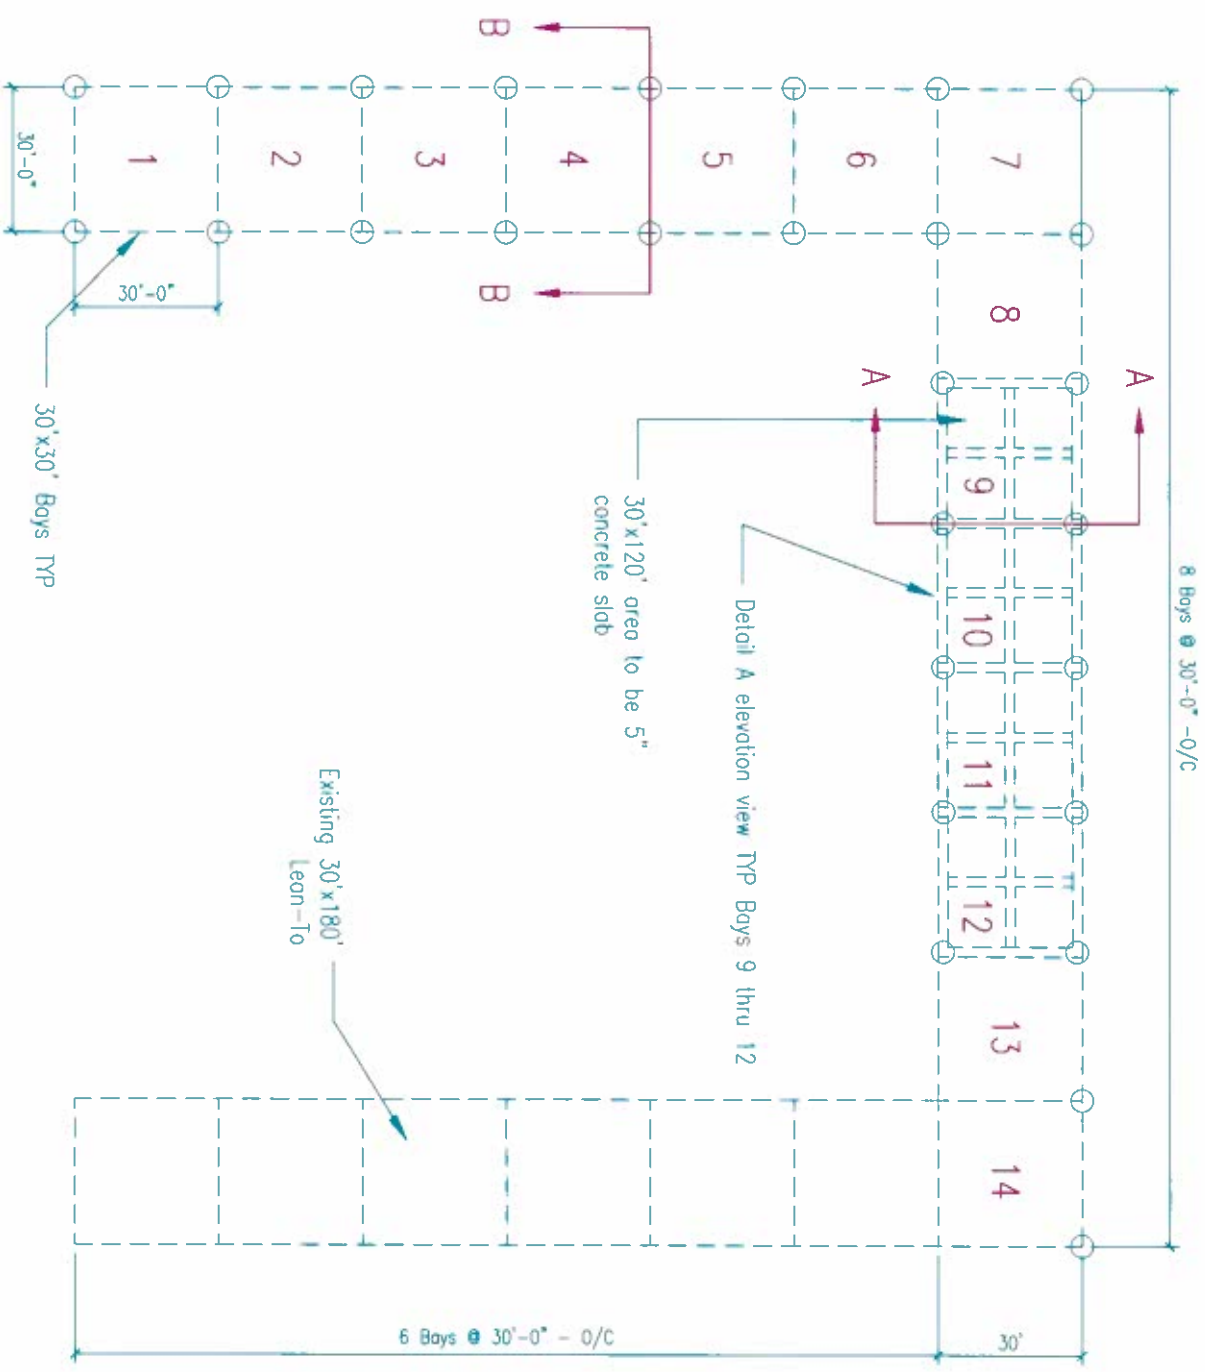 8 Bays @ 30'-0" -O/C
B
B
A
A
1
2
3
4
5
6
7
8
9
10
11
12
13
14
30'-0"
30'-0"
30'x30' Bays TYP
30'x120' area to be 5"
concrete slab
Detail A elevation view TYP Bays 9 thru 12
Existing 30'x180'
Lean-To
6 Bays @ 30'-0" - O/C
30'